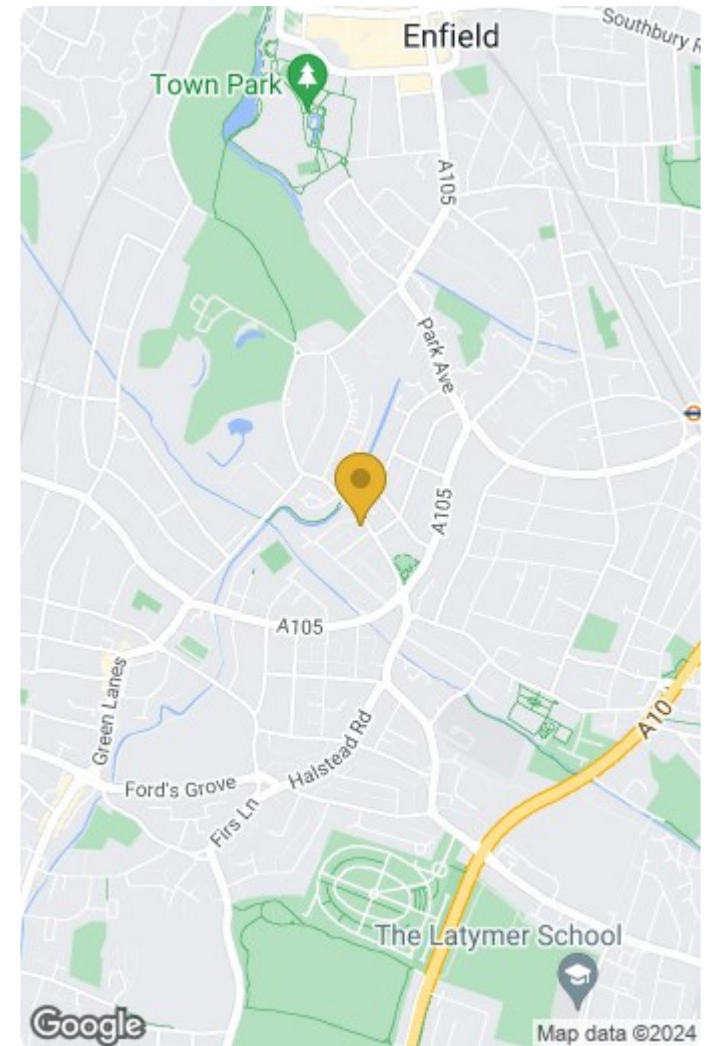 Enfield
Southbury R
Town Park
A105
Park Ave
A105
A105
Green Lanes
A10
Halstead Rd
Ford's Grove
Firs Ln
The Latymer School
Google
Map data ©2024